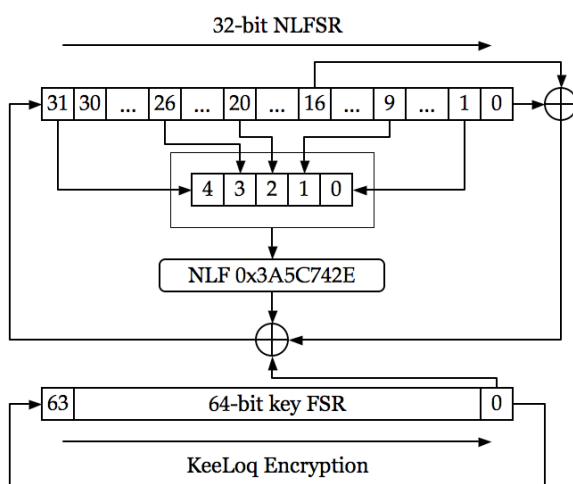 32-bit NLFSR
31 30 ... 26 ... 20 ... 16 ... 9 ... 1 0
4 3 2 1 0
NLF 0x3A5C742E
63 64-bit key FSR 0
KeeLoq Encryption